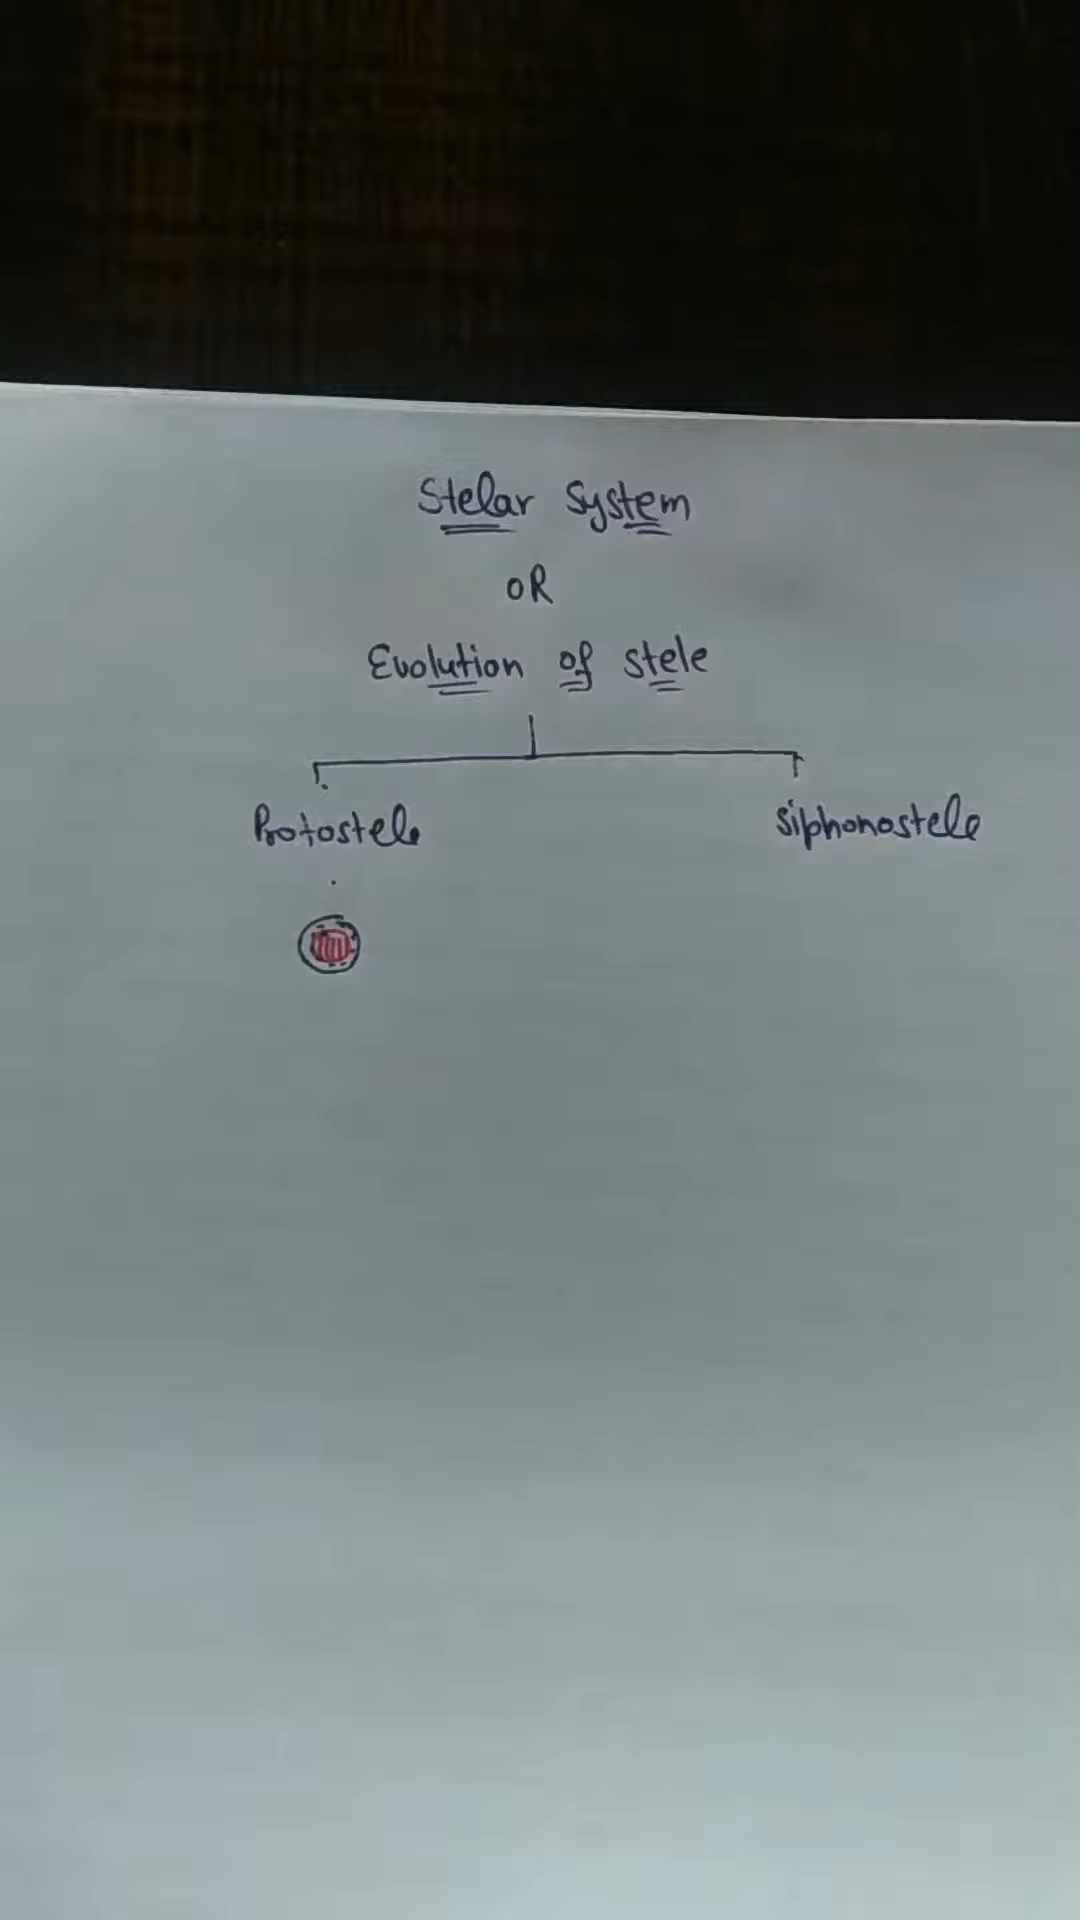 Stelar System
OR
Evolution of stele
Protostele
Siphonostele